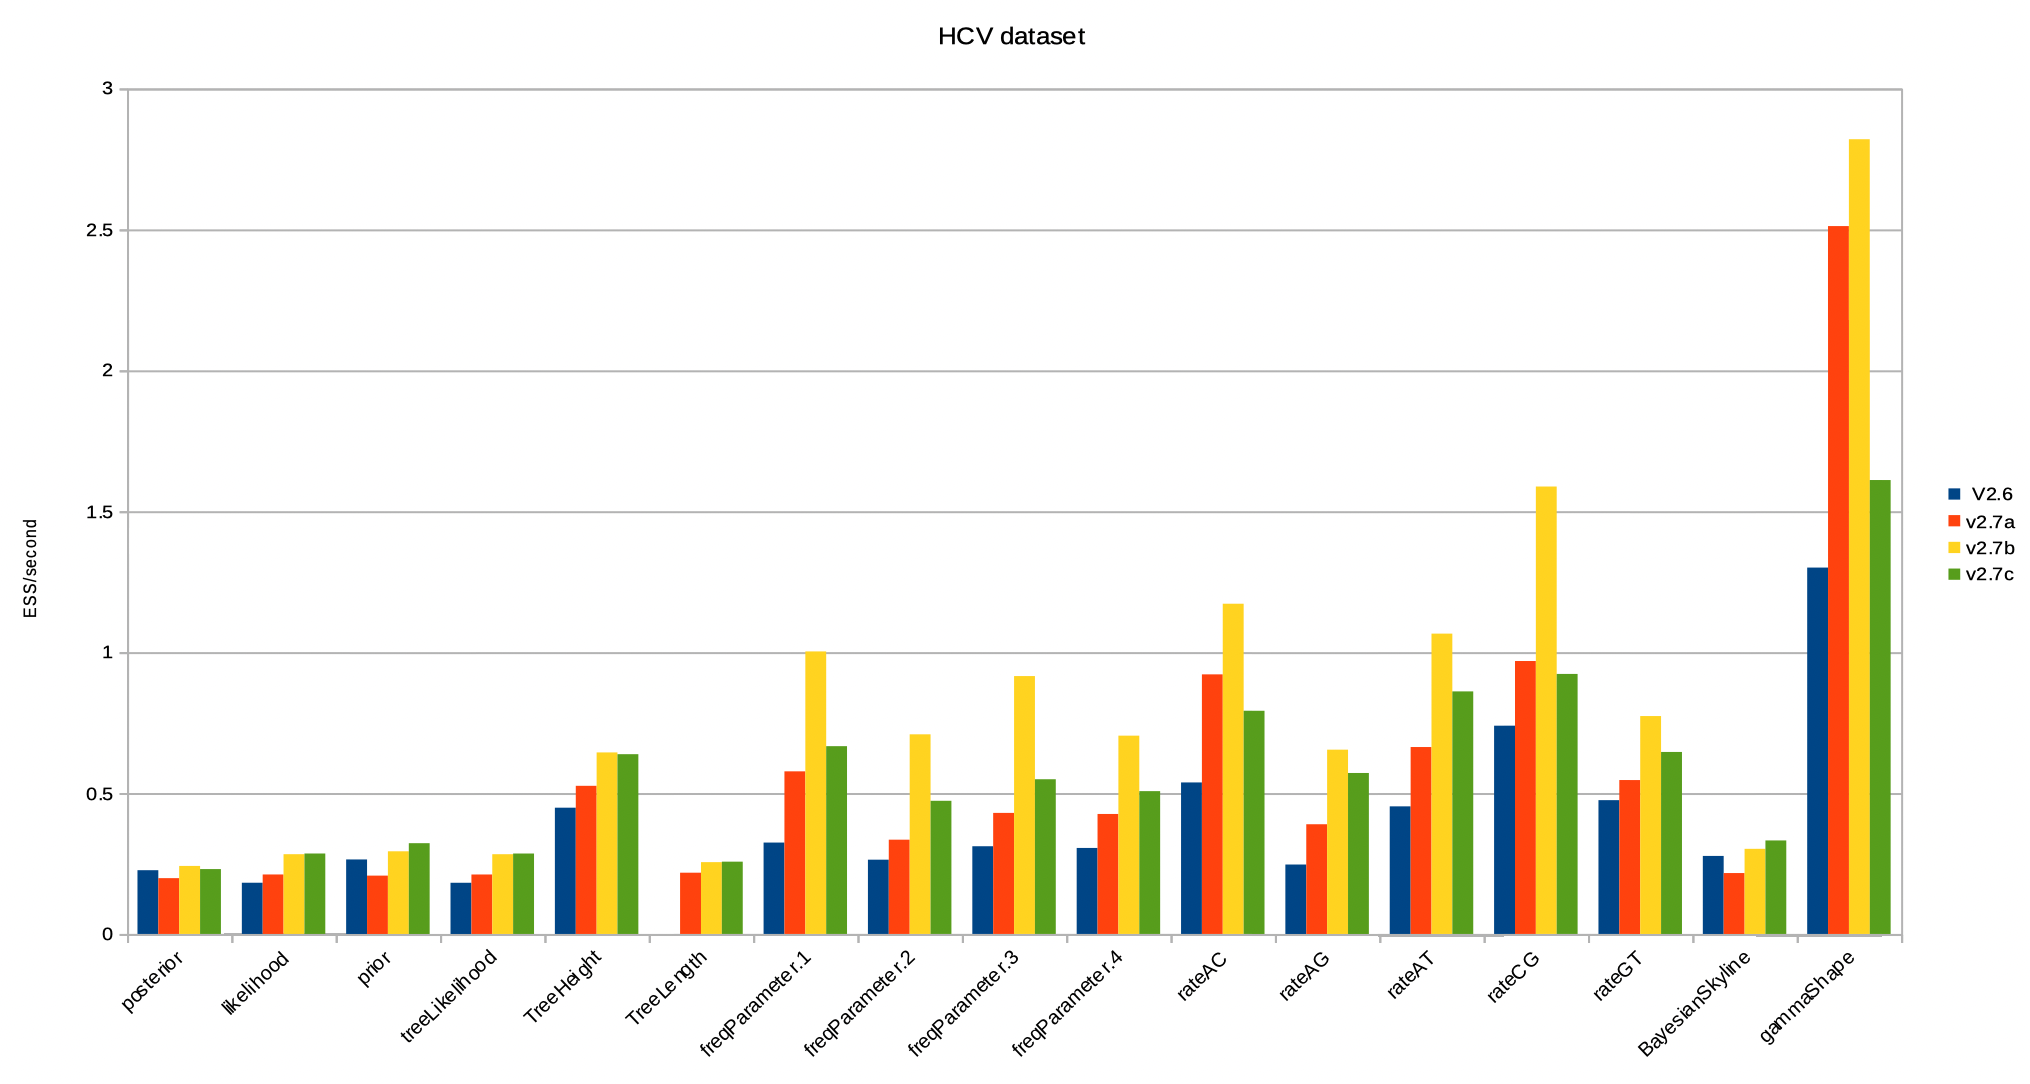 HCV dataset
3
2.5
2
1.5
1
0.5
0
ESS/second
posterior
likelihood
prior
treeLikelihood
TreeHeight
TreeLength
freqParameter.1
freqParameter.2
freqParameter.3
freqParameter.4
rateAC
rateAG
rateAT
rateCG
rateGT
BayesianSkyline
gammaShape
V2.6
v2.7a
v2.7b
v2.7c